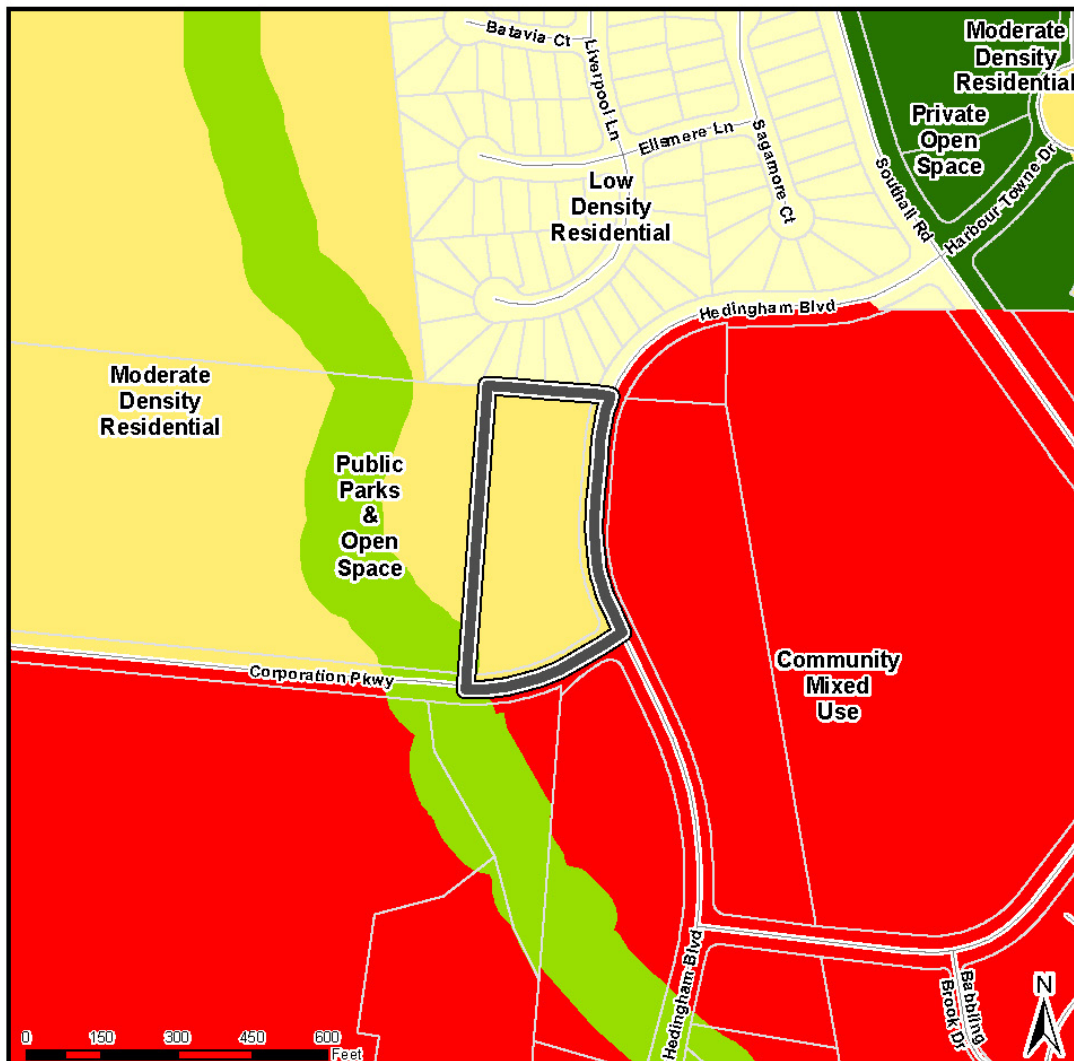 Batavia Ct
Liverpool Ln
Ellsmere Ln
Sagamore Ct
Southall Rd
Moderate
Density
Residential
Private
Open
Space
Harbour Towne Dr
Low
Density
Residential
Hedingham Blvd
Moderate
Density
Residential
Public
Parks
&
Open
Space
Corporation Pkwy
Community
Mixed
Use
Hedingham Blvd
Babbling
Brook Dr
N
0 150 300 450 600
Feet